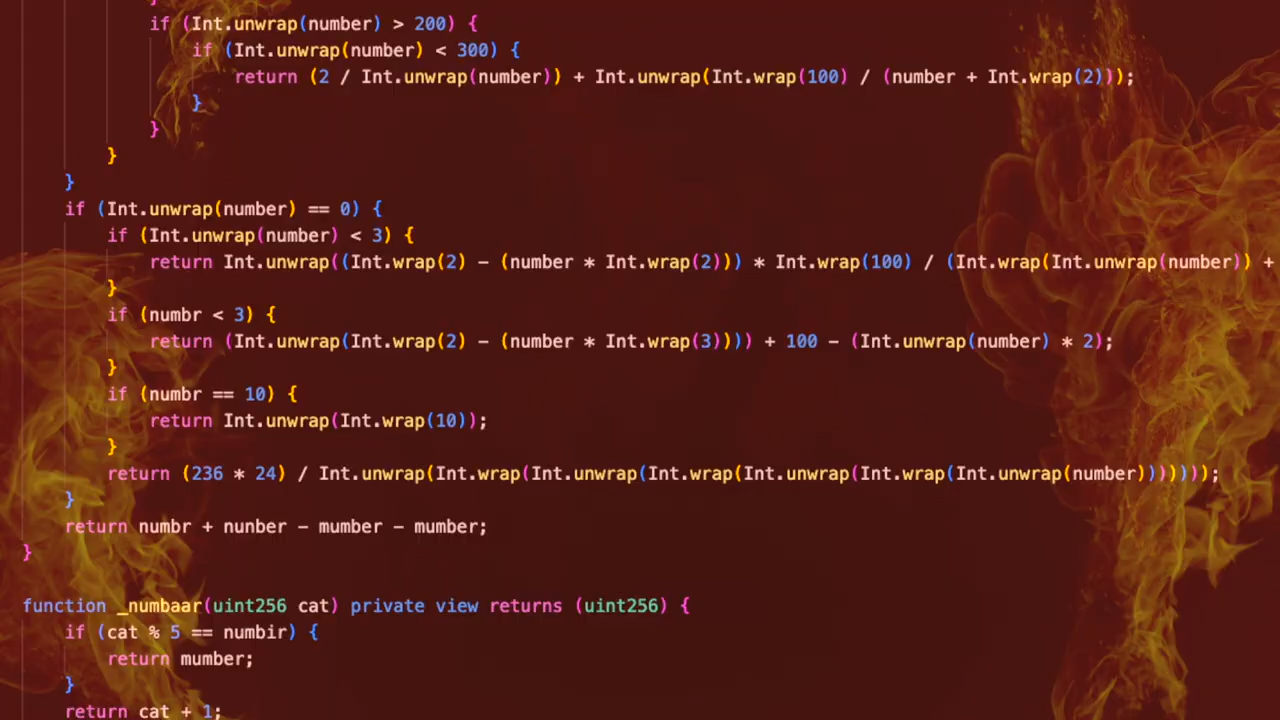 }
if (Int.unwrap(number) > 200) {
if (Int.unwrap(number) < 300) {
return (2 / Int.unwrap(number)) + Int.unwrap(Int.wrap(100) / (number + Int.wrap(2)));
}
}
}
}
if (Int.unwrap(number) == 0) {
if (Int.unwrap(number) < 3) {
return Int.unwrap((Int.wrap(2) - (number * Int.wrap(2))) * Int.wrap(100) / (Int.wrap(Int.unwrap(number)) +
}
if (numbr < 3) {
return (Int.unwrap(Int.wrap(2) - (number * Int.wrap(3)))) + 100 - (Int.unwrap(number) * 2);
}
if (numbr == 10) {
return Int.unwrap(Int.wrap(10));
}
return (236 * 24) / Int.unwrap(Int.wrap(Int.unwrap(Int.wrap(Int.unwrap(Int.wrap(Int.unwrap(number)))))));
}
return numbr + nunber - mumber - mumber;
}
function _numbaar(uint256 cat) private view returns (uint256) {
if (cat % 5 == numbir) {
return mumber;
}
return cat + 1;